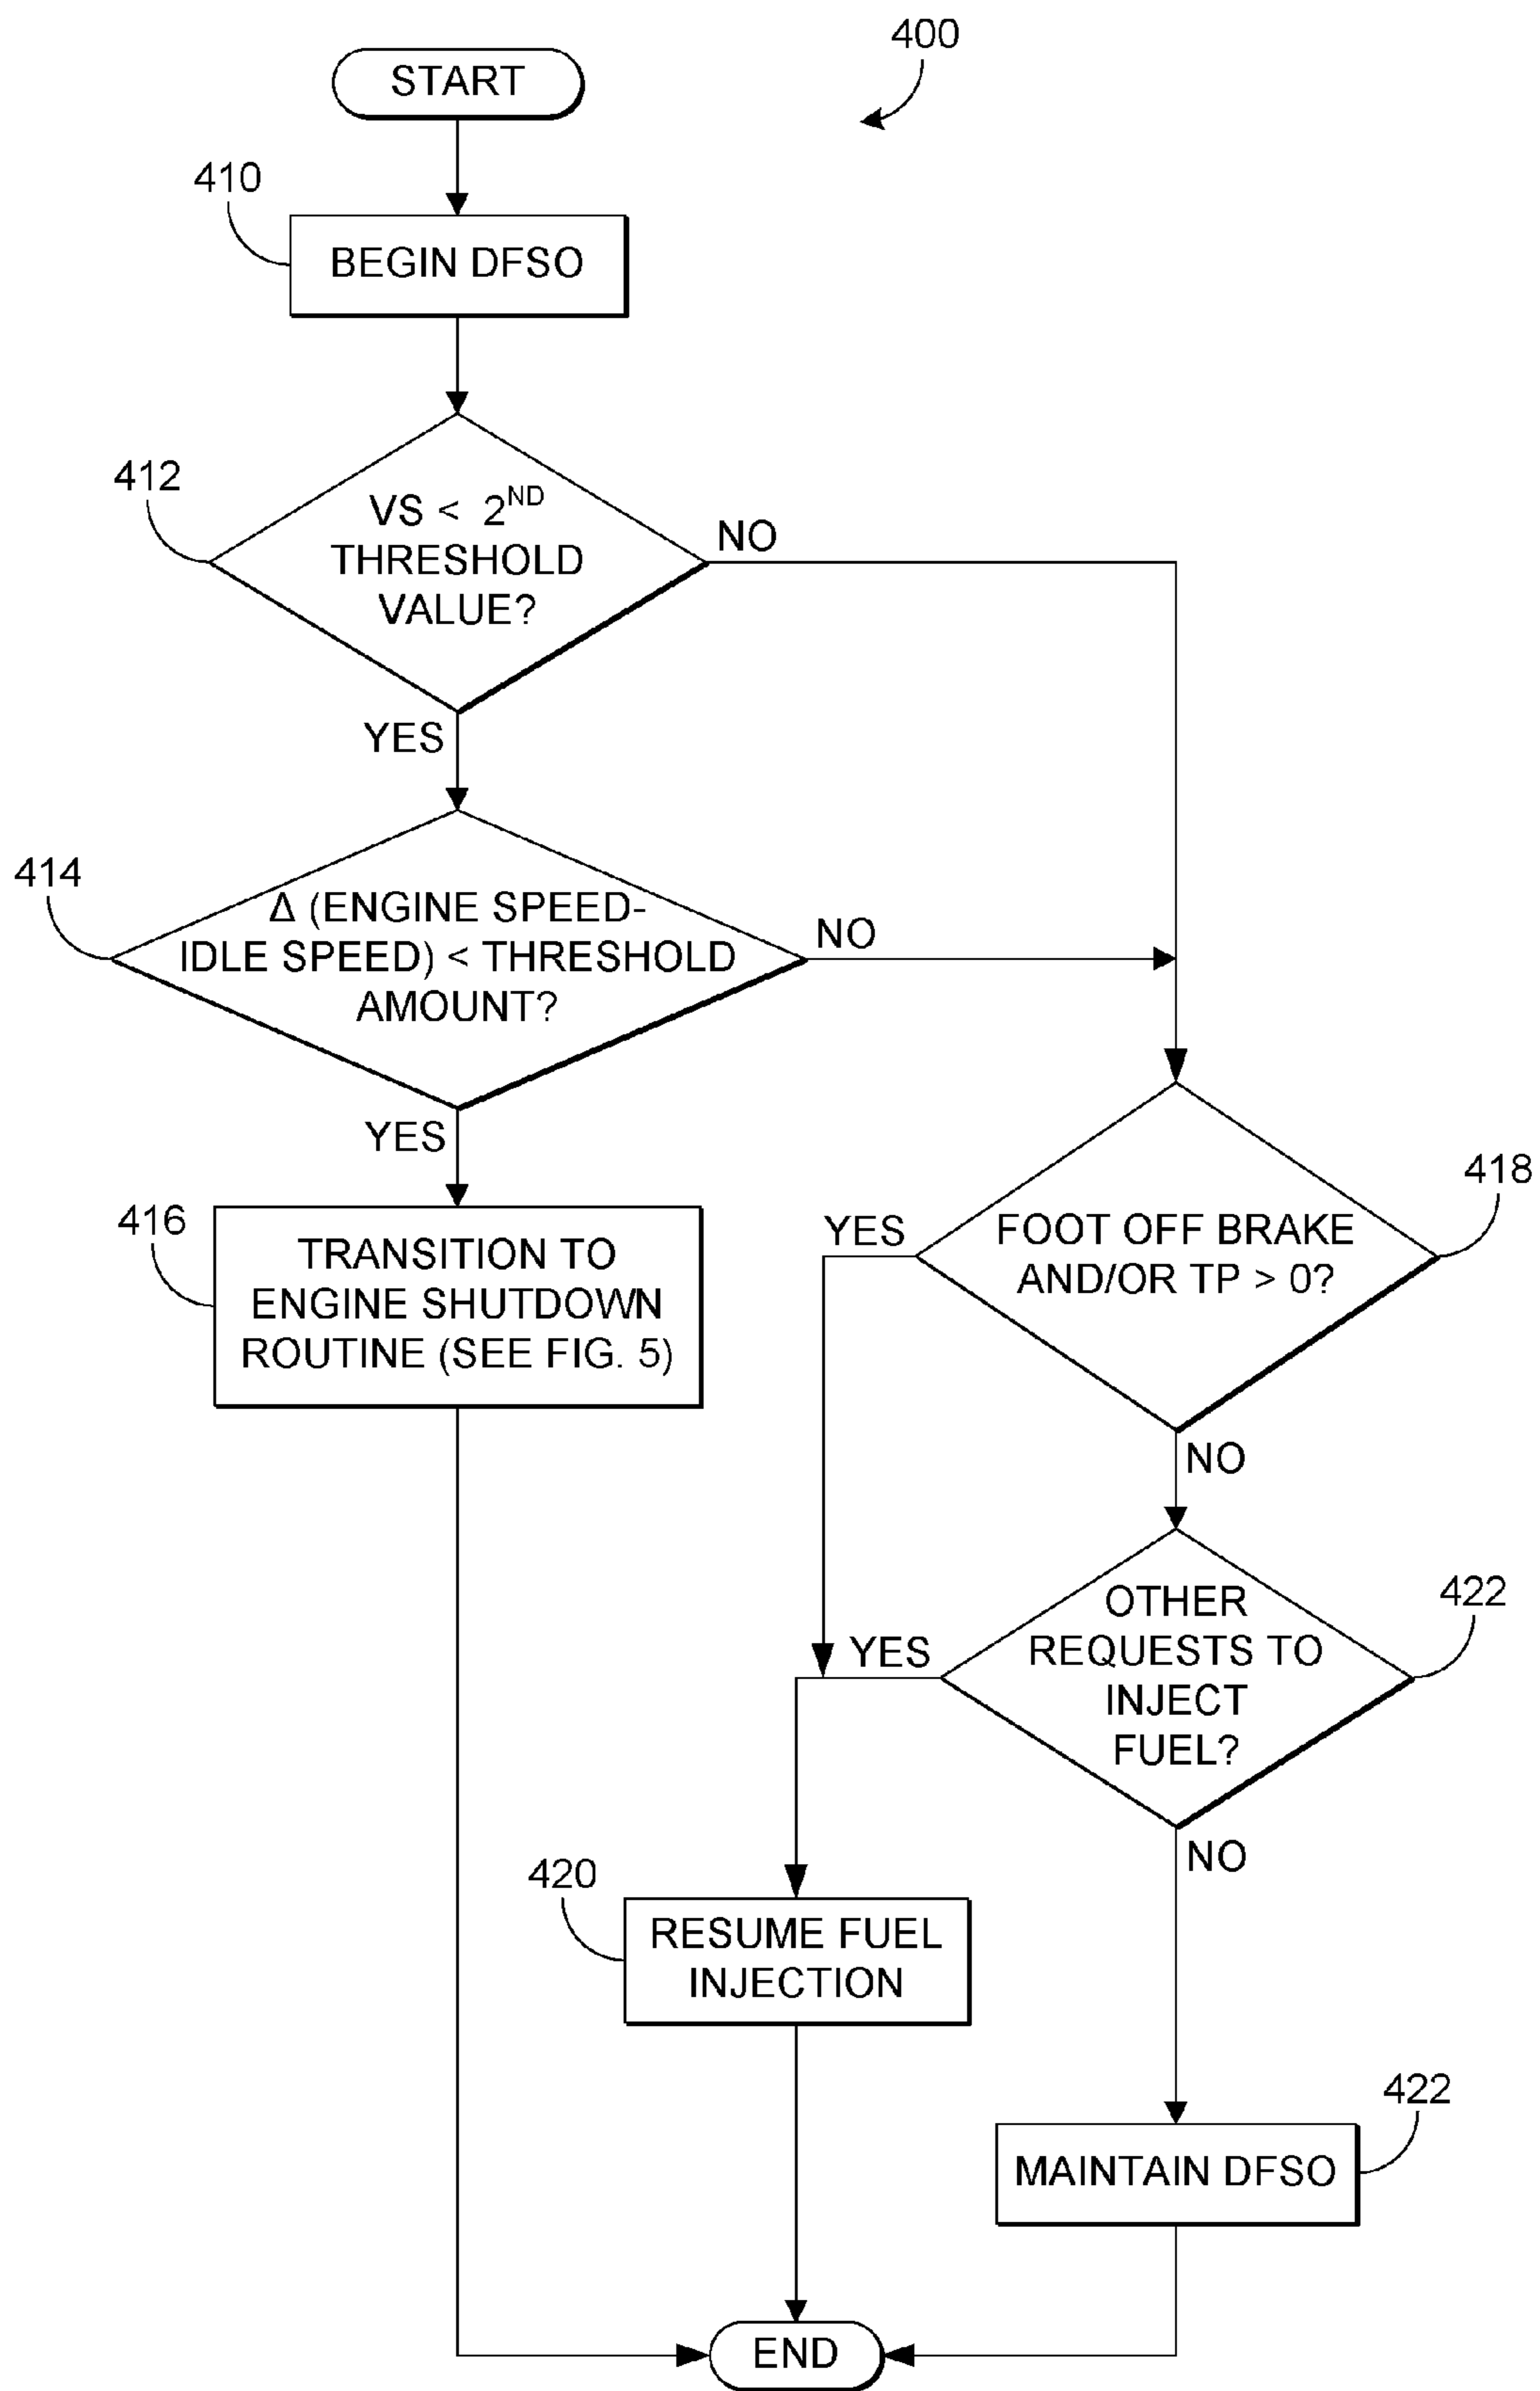 400
START
410
BEGIN DFSO
412
VS < 2ND
THRESHOLD
VALUE?
NO
YES
414
Δ (ENGINE SPEED-
IDLE SPEED) < THRESHOLD
AMOUNT?
NO
YES
416
TRANSITION TO
ENGINE SHUTDOWN
ROUTINE (SEE FIG. 5)
418
YES
FOOT OFF BRAKE
AND/OR TP > 0?
NO
422
YES
OTHER
REQUESTS TO
INJECT
FUEL?
NO
420
RESUME FUEL
INJECTION
422
MAINTAIN DFSO
END